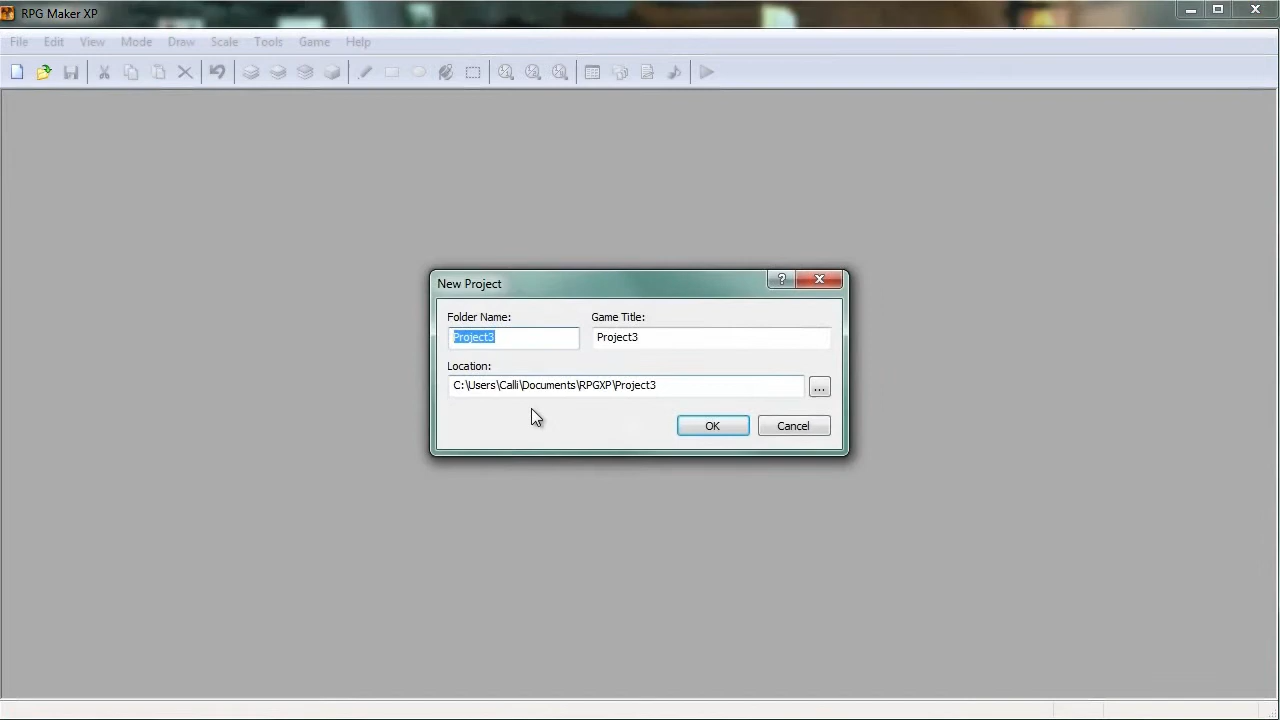 RPG Maker XP
File Edit View Mode Draw Scale Tools Game Help
New Project
Folder Name: Game Title:
Project3 Project3
Location:
C:\Users\Calli\Documents\RPGXP\Project3 ...
OK Cancel